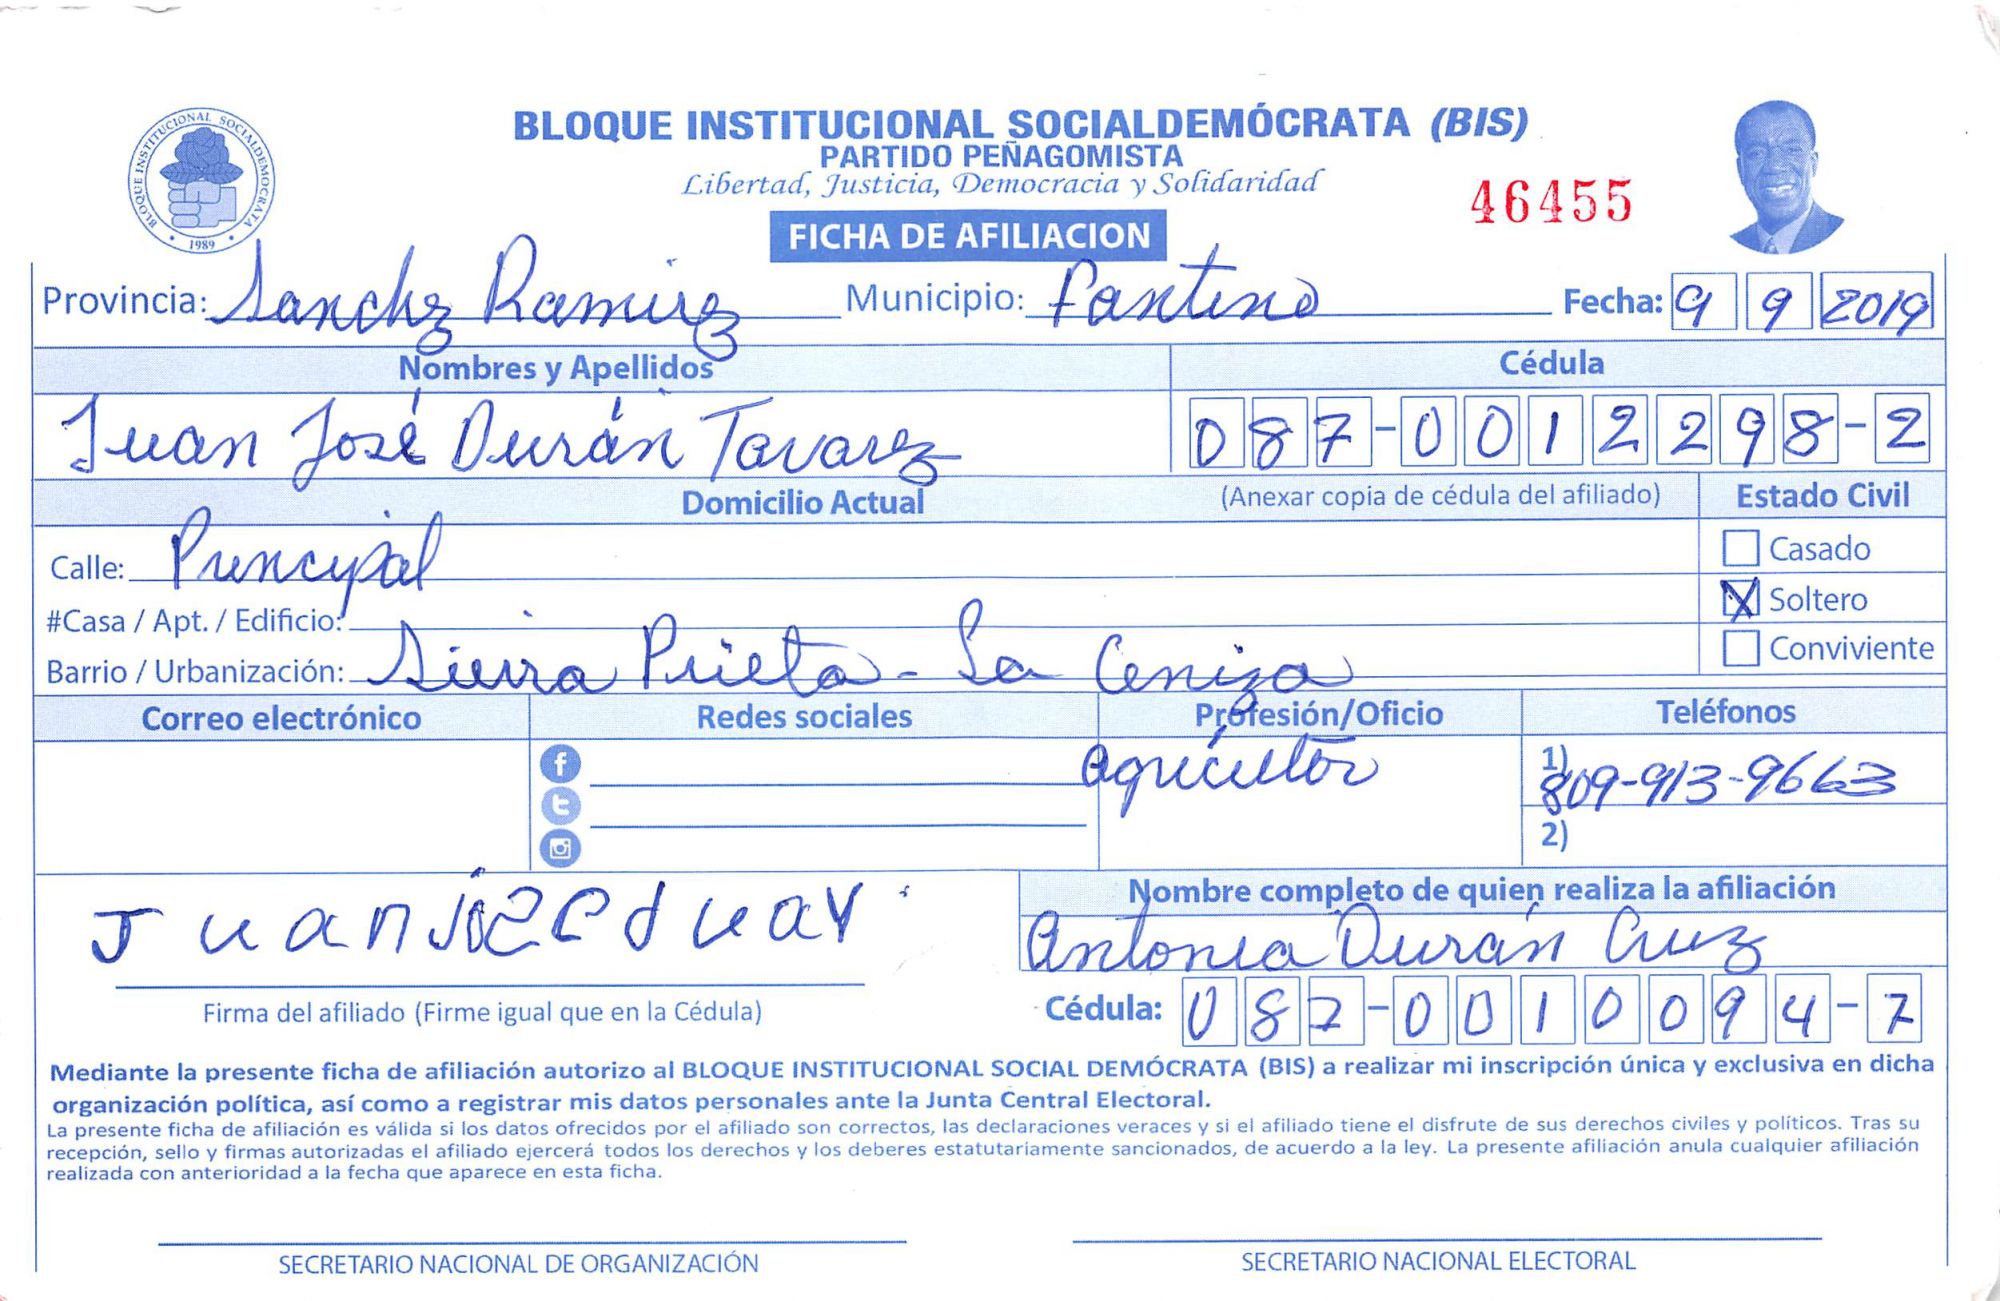 BLOQUE INSTITUCIONAL SOCIALDEMOCRATA
1989
BLOQUE INSTITUCIONAL SOCIALDEMÓCRATA (BIS)
PARTIDO PEÑAGOMISTA
Libertad, Justicia, Democracia y Solidaridad
46455
FICHA DE AFILIACION
Provincia: Sanchz Ramirez Municipio: Fantino Fecha: 9 9 2019
Nombres y Apellidos Cédula
Juan José Durán Tavarez 087-0012298-2
Domicilio Actual (Anexar copia de cédula del afiliado) Estado Civil
Calle: Principal Casado
#Casa / Apt. / Edificio: X Soltero
Barrio / Urbanización: Sierra Prieta - La Ceniza Conviviente
Correo electrónico Redes sociales Profesión/Oficio Teléfonos
f agricultor 1) 809-913-9663
t
2)
Nombre completo de quien realiza la afiliación
Juan
Antonia Durán Cruz
Firma del afiliado (Firme igual que en la Cédula) Cédula: 087-0010094-7
Mediante la presente ficha de afiliación autorizo al BLOQUE INSTITUCIONAL SOCIAL DEMÓCRATA (BIS) a realizar mi inscripción única y exclusiva en dicha
organización política, así como a registrar mis datos personales ante la Junta Central Electoral.
La presente ficha de afiliación es válida si los datos ofrecidos por el afiliado son correctos, las declaraciones veraces y si el afiliado tiene el disfrute de sus derechos civiles y políticos. Tras su
recepción, sello y firmas autorizadas el afiliado ejercerá todos los derechos y los deberes estatutariamente sancionados, de acuerdo a la ley. La presente afiliación anula cualquier afiliación
realizada con anterioridad a la fecha que aparece en esta ficha.
SECRETARIO NACIONAL DE ORGANIZACIÓN SECRETARIO NACIONAL ELECTORAL